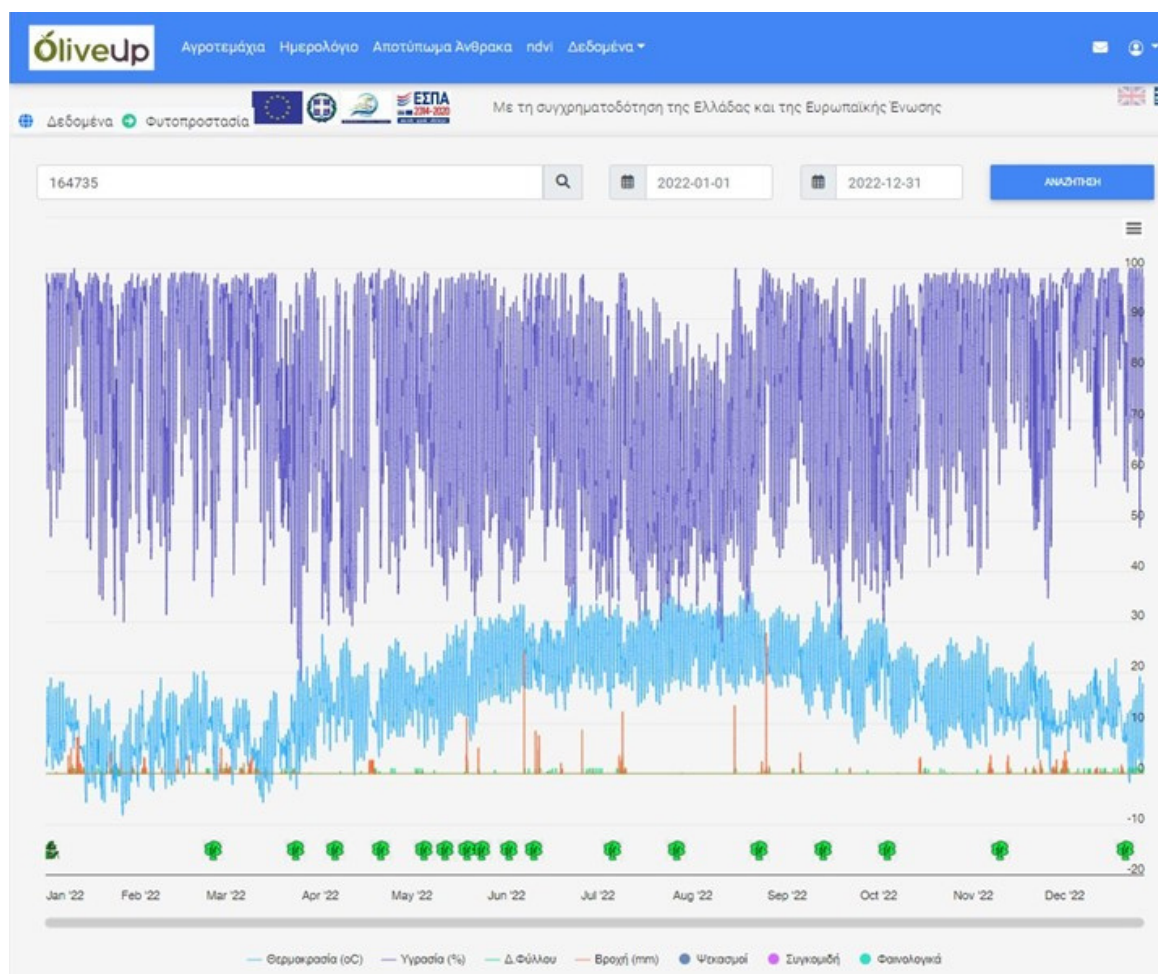 ÓliveUp
Αγροτεμάχια Ημερολόγιο Αποτύπωμα Άνθρακα ndvi Δεδομένα
Δεδομένα Φυτοπροστασία
ΕΣΠΑ
2014-2020
Με τη συγχρηματοδότηση της Ελλάδας και της Ευρωπαϊκής Ένωσης
164735 2022-01-01 2022-12-31 ΑΝΑΖΗΤΗΣΗ
100
90
80
70
60
50
40
30
20
10
0
-10
-20
Jan '22 Feb '22 Mar '22 Apr '22 May '22 Jun '22 Jul '22 Aug '22 Sep '22 Oct '22 Nov '22 Dec '22
Θερμοκρασία (oC) Υγρασία (%) Δ.Φύλλου Βροχή (mm) Ψεκασμοί Συγκομιδή Φαινολογικά